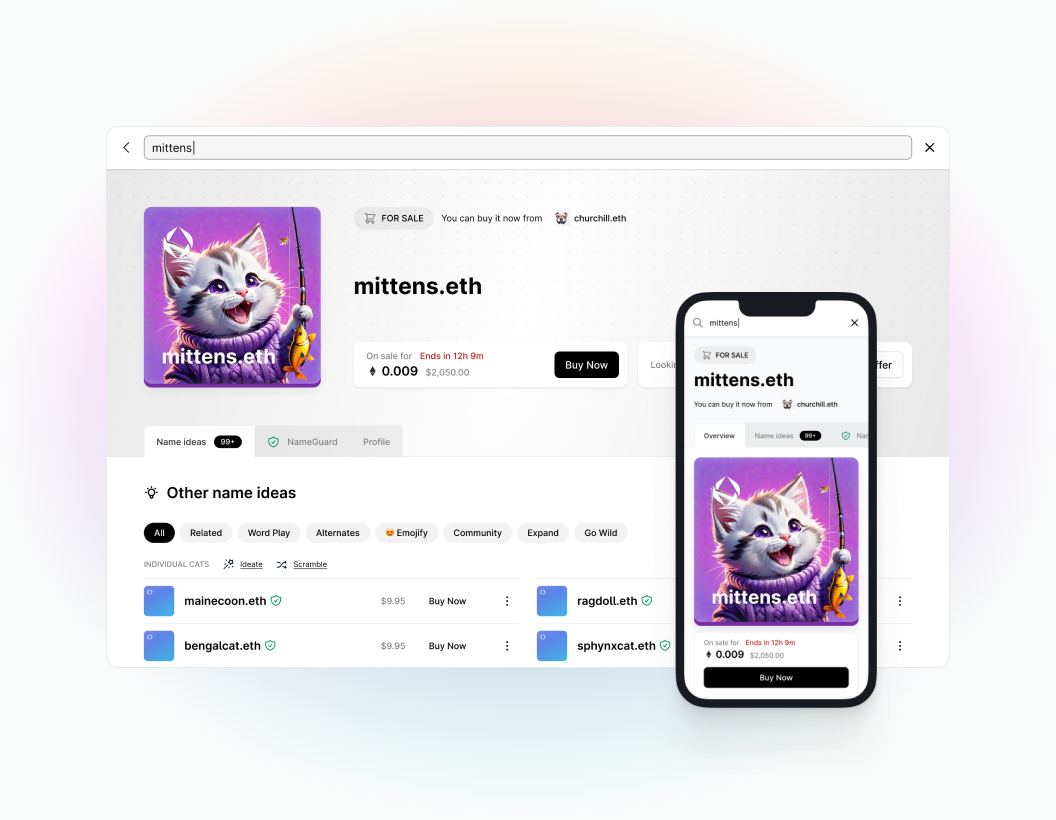 mittens
FOR SALE You can buy it now from churchill.eth
mittens.eth
mittens.eth
On sale for Ends in 12h 9m
0.009 $2,050.00
Buy Now
Name ideas 99+ NameGuard Profile
Other name ideas
All Related Word Play Alternates 😍 Emojify Community Expand Go Wild
INDIVIDUAL CATS Ideate Scramble
mainecoon.eth $9.95 Buy Now
ragdoll.eth
bengalcat.eth $9.95 Buy Now
sphynxcat.eth
mittens
FOR SALE
mittens.eth
You can buy it now from churchill.eth
Overview Name ideas 99+
mittens.eth
On sale for Ends in 12h 9m
0.009 $2,050.00
Buy Now